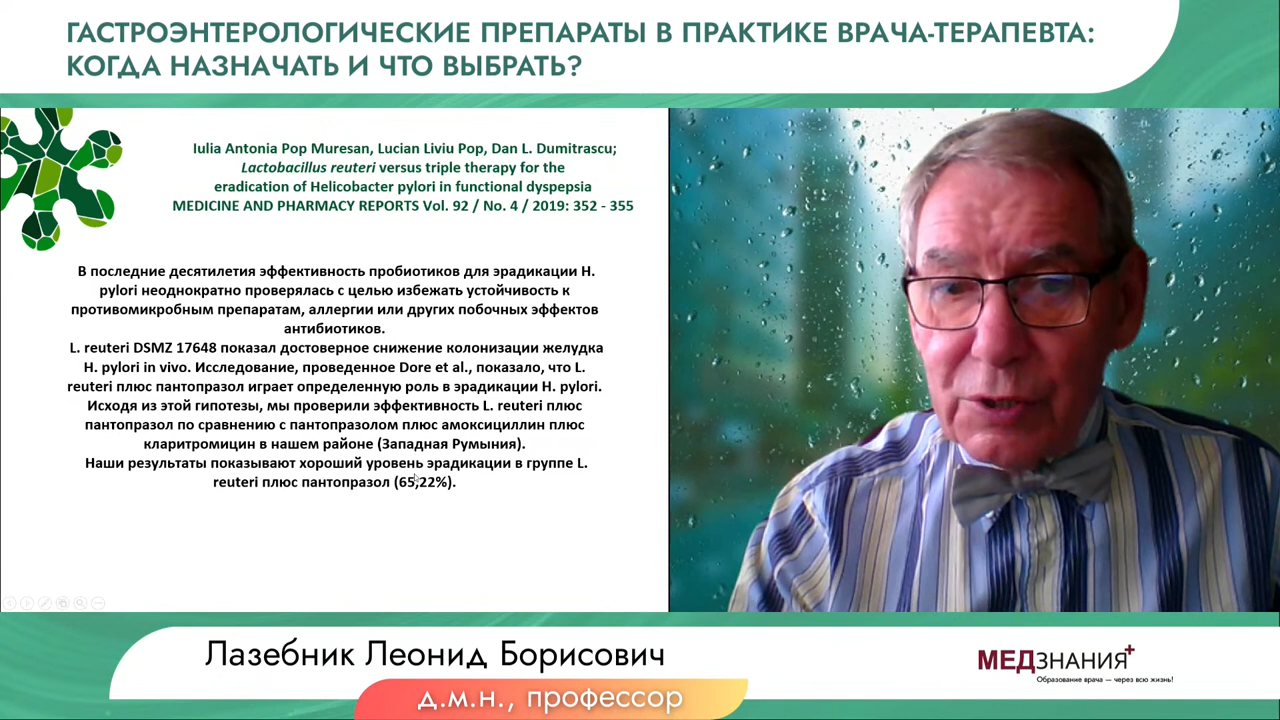 ГАСТРОЭНТЕРОЛОГИЧЕСКИЕ ПРЕПАРАТЫ В ПРАКТИКЕ ВРАЧА-ТЕРАПЕВТА:
КОГДА НАЗНАЧАТЬ И ЧТО ВЫБРАТЬ?
Iulia Antonia Pop Muresan, Lucian Liviu Pop, Dan L. Dumitrascu;
Lactobacillus reuteri versus triple therapy for the
eradication of Helicobacter pylori in functional dyspepsia
MEDICINE AND PHARMACY REPORTS Vol. 92 / No. 4 / 2019: 352 - 355
В последние десятилетия эффективность пробиотиков для эрадикации H.
pylori неоднократно проверялась с целью избежать устойчивость к
противомикробным препаратам, аллергии или других побочных эффектов
антибиотиков.
L. reuteri DSMZ 17648 показал достоверное снижение колонизации желудка
H. pylori in vivo. Исследование, проведенное Dore et al., показало, что L.
reuteri плюс пантопразол играет определенную роль в эрадикации H. pylori.
Исходя из этой гипотезы, мы проверили эффективность L. reuteri плюс
пантопразол по сравнению с пантопразолом плюс амоксициллин плюс
кларитромицин в нашем районе (Западная Румыния).
Наши результаты показывают хороший уровень эрадикации в группе L.
reuteri плюс пантопразол (65,22%).
Лазебник Леонид Борисович
д.м.н., профессор
МЕДЗНАНИЯ+
Образование врача — через всю жизнь!